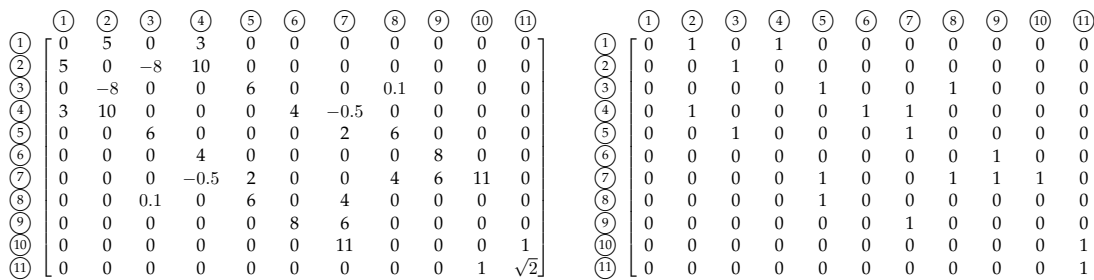 ① ② ③ ④ ⑤ ⑥ ⑦ ⑧ ⑨ ⑩ ⑪
① 0 5 0 3 0 0 0 0 0 0 0
② 5 0 −8 10 0 0 0 0 0 0 0
③ 0 −8 0 0 6 0 0 0.1 0 0 0
④ 3 10 0 0 0 4 −0.5 0 0 0 0
⑤ 0 0 6 0 0 0 2 6 0 0 0
⑥ 0 0 0 4 0 0 0 0 8 0 0
⑦ 0 0 0 −0.5 2 0 0 4 6 11 0
⑧ 0 0 0.1 0 6 0 4 0 0 0 0
⑨ 0 0 0 0 0 8 6 0 0 0 0
⑩ 0 0 0 0 0 0 11 0 0 0 1
⑪ 0 0 0 0 0 0 0 0 0 1 √2
① ② ③ ④ ⑤ ⑥ ⑦ ⑧ ⑨ ⑩ ⑪
① 0 1 0 1 0 0 0 0 0 0 0
② 0 0 1 0 0 0 0 0 0 0 0
③ 0 0 0 0 1 0 0 1 0 0 0
④ 0 1 0 0 0 1 1 0 0 0 0
⑤ 0 0 1 0 0 0 1 0 0 0 0
⑥ 0 0 0 0 0 0 0 0 1 0 0
⑦ 0 0 0 0 1 0 0 1 1 1 0
⑧ 0 0 0 0 1 0 0 0 0 0 0
⑨ 0 0 0 0 0 0 1 0 0 0 0
⑩ 0 0 0 0 0 0 0 0 0 0 1
⑪ 0 0 0 0 0 0 0 0 0 0 1